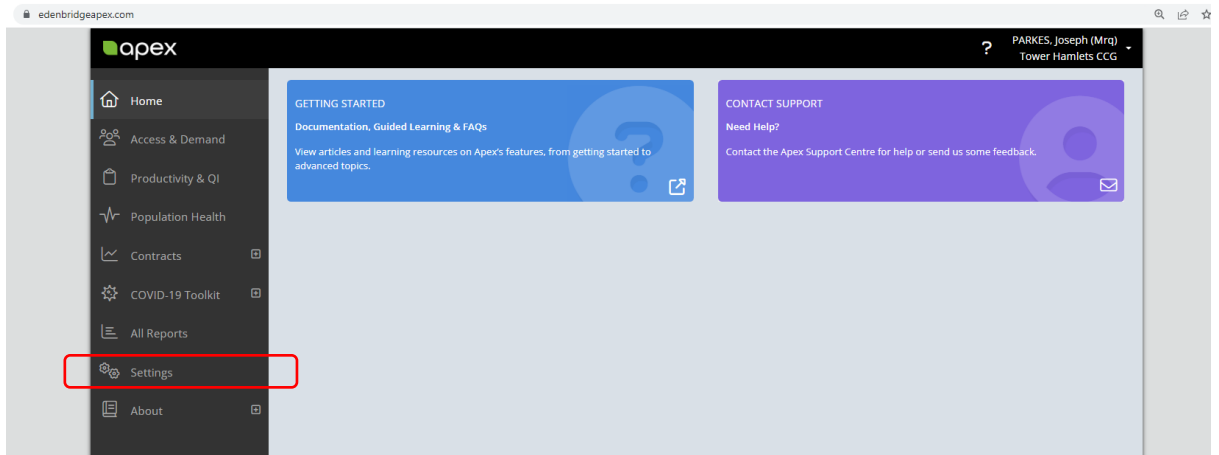 edenbridgeapex.com
apex
?
PARKES, Joseph (Mrq)
Tower Hamlets CCG
Home
Access & Demand
Productivity & QI
Population Health
Contracts
COVID-19 Toolkit
All Reports
Settings
About
GETTING STARTED
Documentation, Guided Learning & FAQs
View articles and learning resources on Apex's features, from getting started to
advanced topics.
?
CONTACT SUPPORT
Need Help?
Contact the Apex Support Centre for help or send us some feedback.